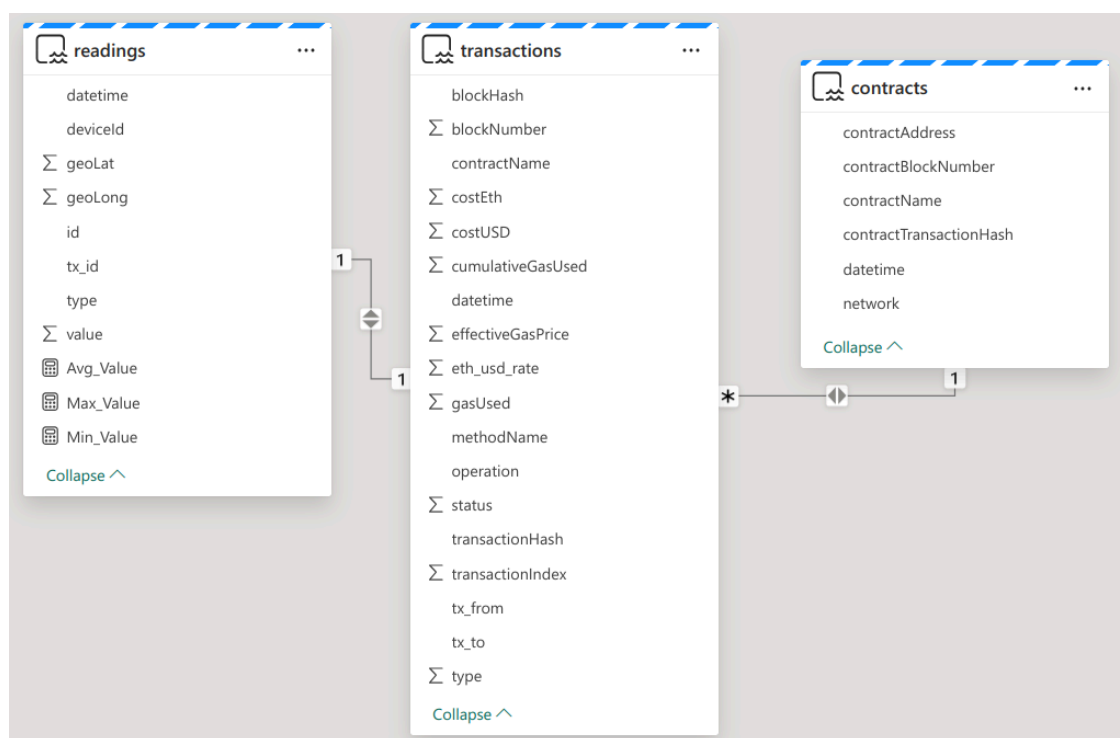 readings
...
datetime
deviceId
geoLat
geoLong
id
tx_id
type
value
Avg_Value
Max_Value
Min_Value
Collapse
1
1
transactions
...
blockHash
blockNumber
contractName
costEth
costUSD
cumulativeGasUsed
datetime
effectiveGasPrice
eth_usd_rate
gasUsed
methodName
operation
status
transactionHash
transactionIndex
tx_from
tx_to
type
Collapse
*
1
contracts
...
contractAddress
contractBlockNumber
contractName
contractTransactionHash
datetime
network
Collapse